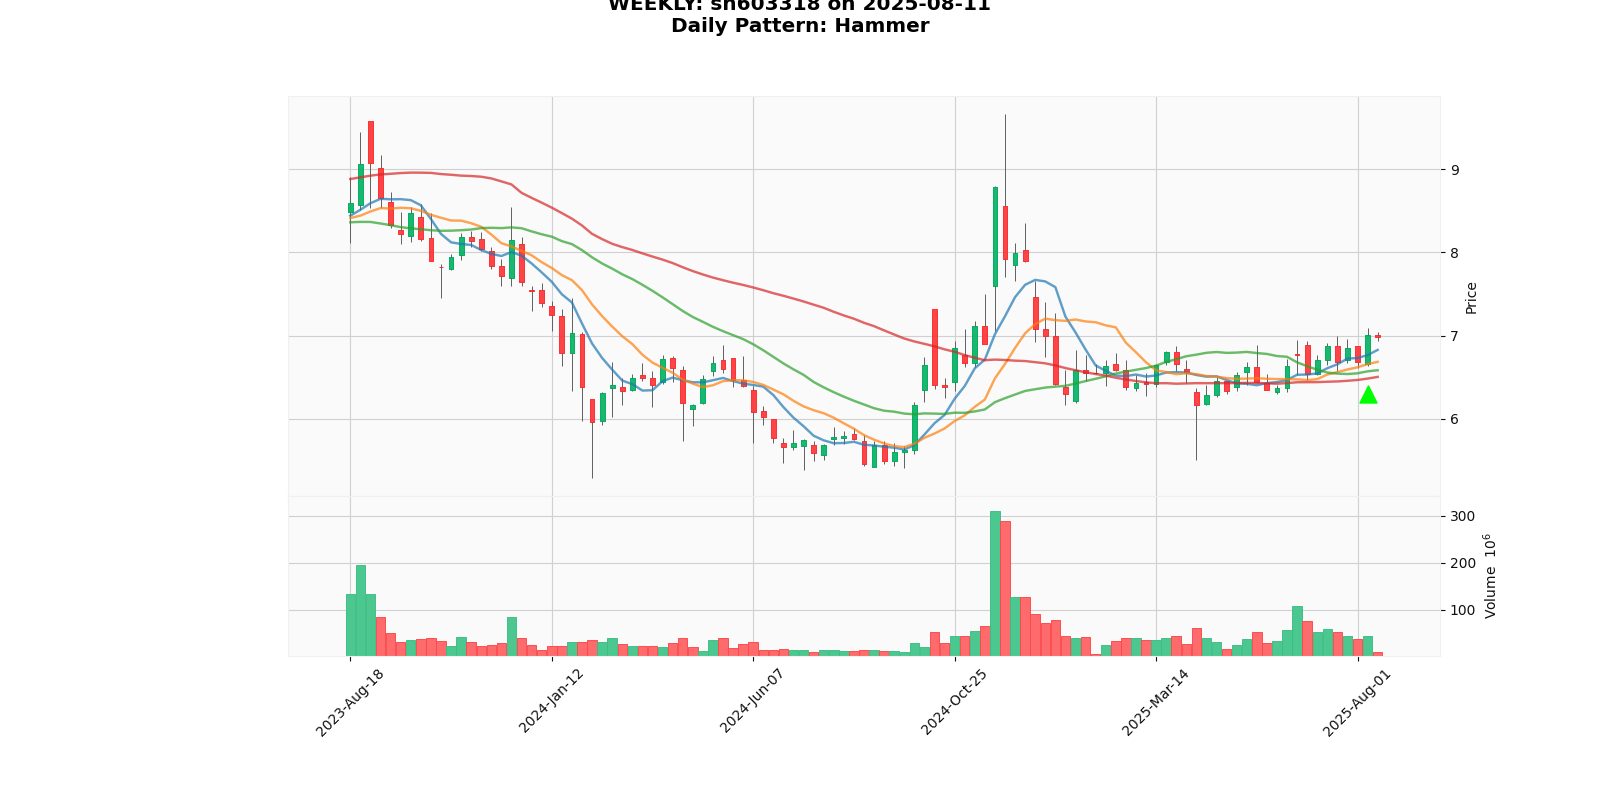 WEEKLY: sh603318 on 2025-08-11
Daily Pattern: Hammer
9
8
7
6
Price
300
200
100
Volume 10^6
2023-Aug-18
2024-Jan-12
2024-Jun-07
2024-Oct-25
2025-Mar-14
2025-Aug-01